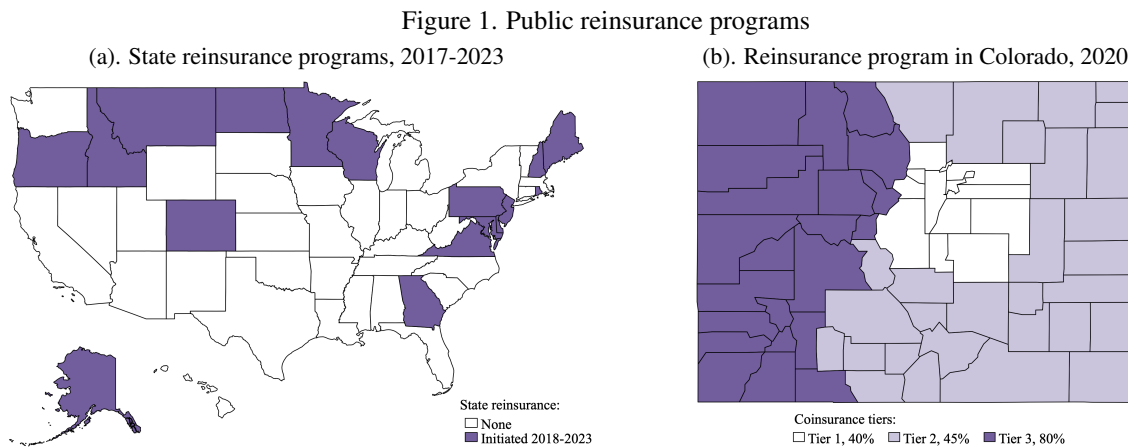 Figure 1. Public reinsurance programs
(a). State reinsurance programs, 2017-2023
(b). Reinsurance program in Colorado, 2020
State reinsurance:
None
Initiated 2018-2023
Coinsurance tiers:
Tier 1, 40%
Tier 2, 45%
Tier 3, 80%